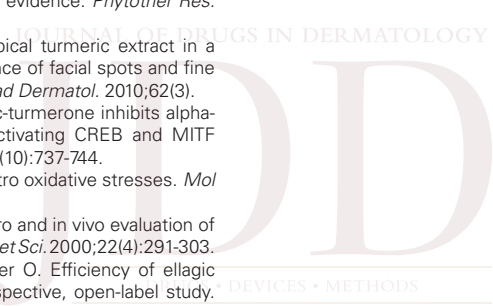 evidence. Phytother Res.
JOURNAL OF DRUGS IN DERMATOLOGY
pical turmeric extract in a
nce of facial spots and fine
ad Dermatol. 2010;62(3).
c-turmerone inhibits alpha-
ctivating CREB and MITF
(10):737-744.
tro oxidative stresses. Mol
ro and in vivo evaluation of
et Sci. 2000;22(4):291-303.
er O. Efficiency of ellagic
DEVICES • METHODS
spective, open-label study.
JDD